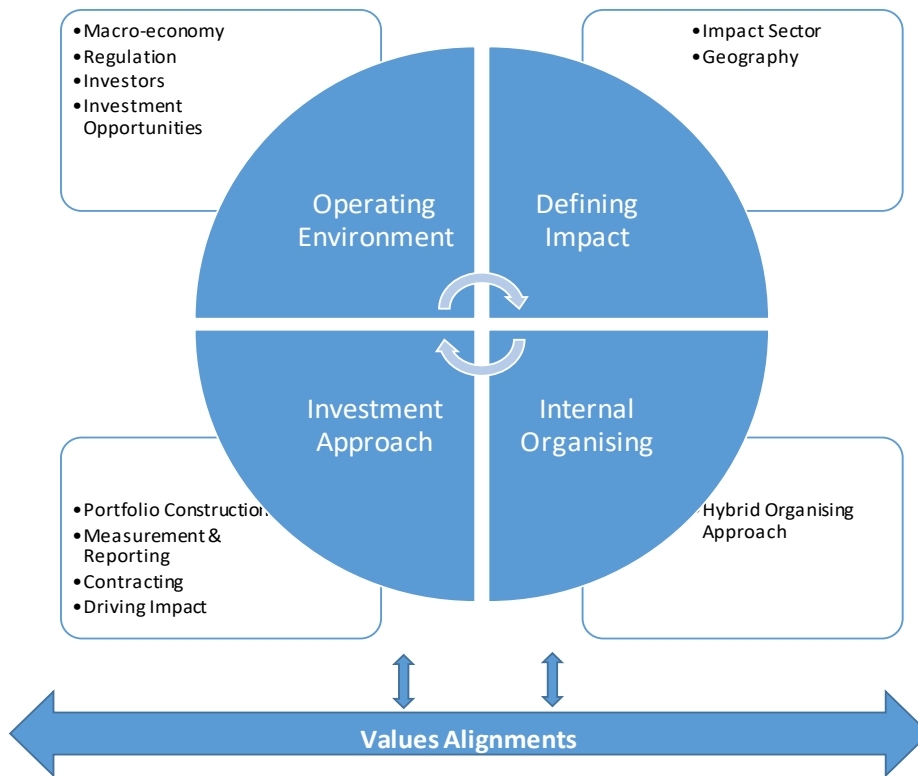 •Macro-economy
•Regulation
•Investors
•Investment
Opportunities
•Impact Sector
•Geography
Operating
Environment
Defining
Impact
Investment
Approach
Internal
Organising
•Portfolio Construction
•Measurement &
Reporting
•Contracting
•Driving Impact
•Hybrid Organising
Approach
Values Alignments